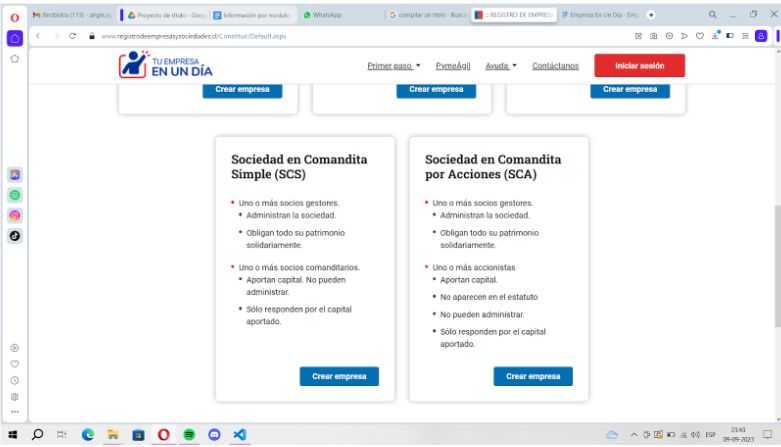 Recibidos (113) - angie.a
Proyecto de título - Goog
Información por modulo
WhatsApp
compilar un html - Busca
.:: REGISTRO DE EMPRESA
Empresa En Un Día - Emp
www.registrodeempresasysociedades.cl/Constituir/Default.aspx
TU EMPRESA
EN UN DÍA
Primer paso
PymeÁgil
Ayuda
Contáctanos
Iniciar sesión
Crear empresa
Crear empresa
Crear empresa
Sociedad en Comandita
Simple (SCS)
Uno o más socios gestores.
Administran la sociedad.
Obligan todo su patrimonio
solidariamente.
Uno o más socios comanditarios.
Aportan capital. No pueden
administrar.
Sólo responden por el capital
aportado.
Crear empresa
Sociedad en Comandita
por Acciones (SCA)
Uno o más socios gestores.
Administran la sociedad.
Obligan todo su patrimonio
solidariamente.
Uno o más accionistas
Aportan capital.
No aparecen en el estatuto
No pueden administrar.
Sólo responden por el capital
aportado.
Crear empresa
ESP
23:43
09-09-2023